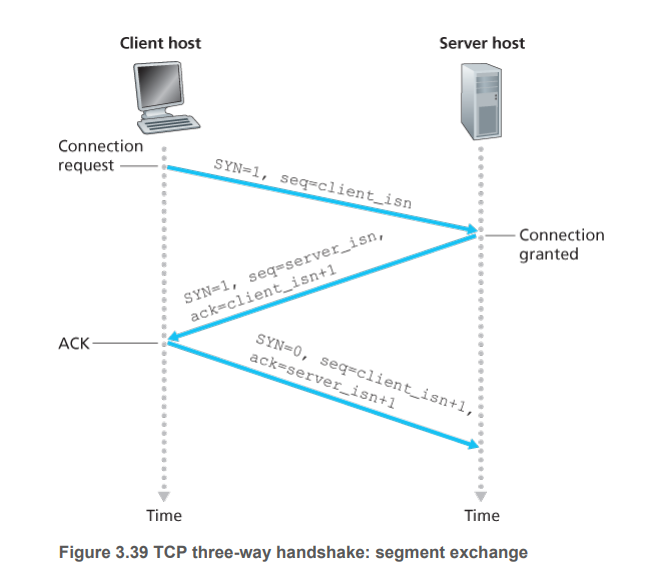 Client host
Server host
Connection
request
SYN=1, seq=client_isn
Connection
granted
SYN=1, seq=server_isn,
ack=client_isn+1
ACK
SYN=0, seq=client_isn+1,
ack=server_isn+1
Time
Time
Figure 3.39 TCP three-way handshake: segment exchange